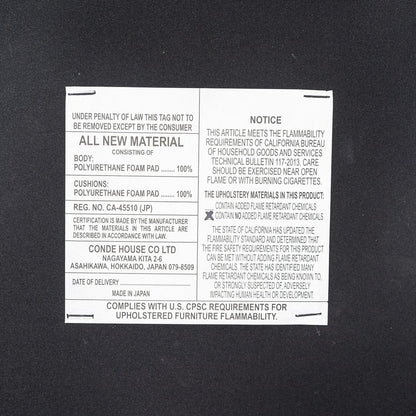 UNDER PENALTY OF LAW THIS TAG NOT TO
BE REMOVED EXCEPT BY THE CONSUMER
ALL NEW MATERIAL
CONSISTING OF
BODY:
POLYURETHANE FOAM PAD ....... 100%
CUSHIONS:
POLYURETHANE FOAM PAD ....... 100%
REG. NO. CA-45510 (JP)
CERTIFICATION IS MADE BY THE MANUFACTURER
THAT THE MATERIALS IN THIS ARTICLE ARE
DESCRIBED IN ACCORDANCE WITH LAW.
CONDE HOUSE CO LTD
NAGAYAMA KITA 2-6
ASAHIKAWA, HOKKAIDO, JAPAN 079-8509
DATE OF DELIVERY
MADE IN JAPAN
NOTICE
THIS ARTICLE MEETS THE FLAMMABILITY
REQUIREMENTS OF CALIFORNIA BUREAU
OF HOUSEHOLD GOODS AND SERVICES
TECHNICAL BULLETIN 117-2013. CARE
SHOULD BE EXERCISED NEAR OPEN
FLAME OR WITH BURNING CIGARETTES.
THE UPHOLSTERY MATERIALS IN THIS PRODUCT:
CONTAIN ADDED FLAME RETARDANT CHEMICALS
CONTAIN NO ADDED FLAME RETARDANT CHEMICALS
THE STATE OF CALIFORNIA HAS UPDATED THE
FLAMMABILITY STANDARD AND DETERMINED THAT
THE FIRE SAFETY REQUIREMENTS FOR THIS PRODUCT
CAN BE MET WITHOUT ADDING FLAME RETARDANT
CHEMICALS. THE STATE HAS IDENTIFIED MANY
FLAME RETARDANT CHEMICALS AS BEING KNOWN TO,
OR STRONGLY SUSPECTED OF, ADVERSELY
IMPACTING HUMAN HEALTH OR DEVELOPMENT.
COMPLIES WITH U.S. CPSC REQUIREMENTS FOR
UPHOLSTERED FURNITURE FLAMMABILITY.